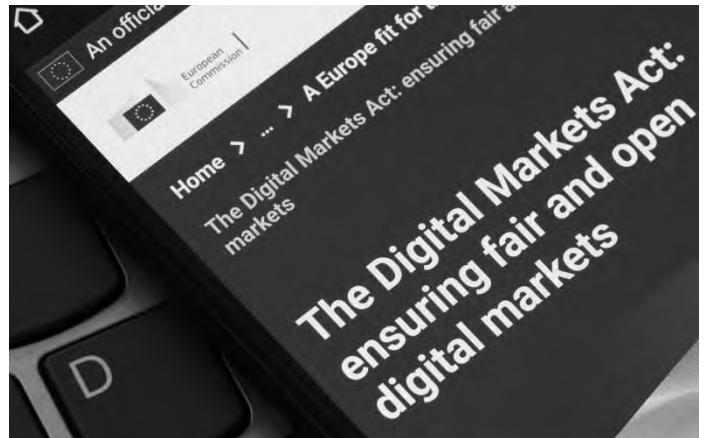 An official
European
Commission
Home > ... > A Europe fit for
The Digital Markets Act: ensuring fair
markets
The Digital Markets Act:
ensuring fair and open
digital markets
D